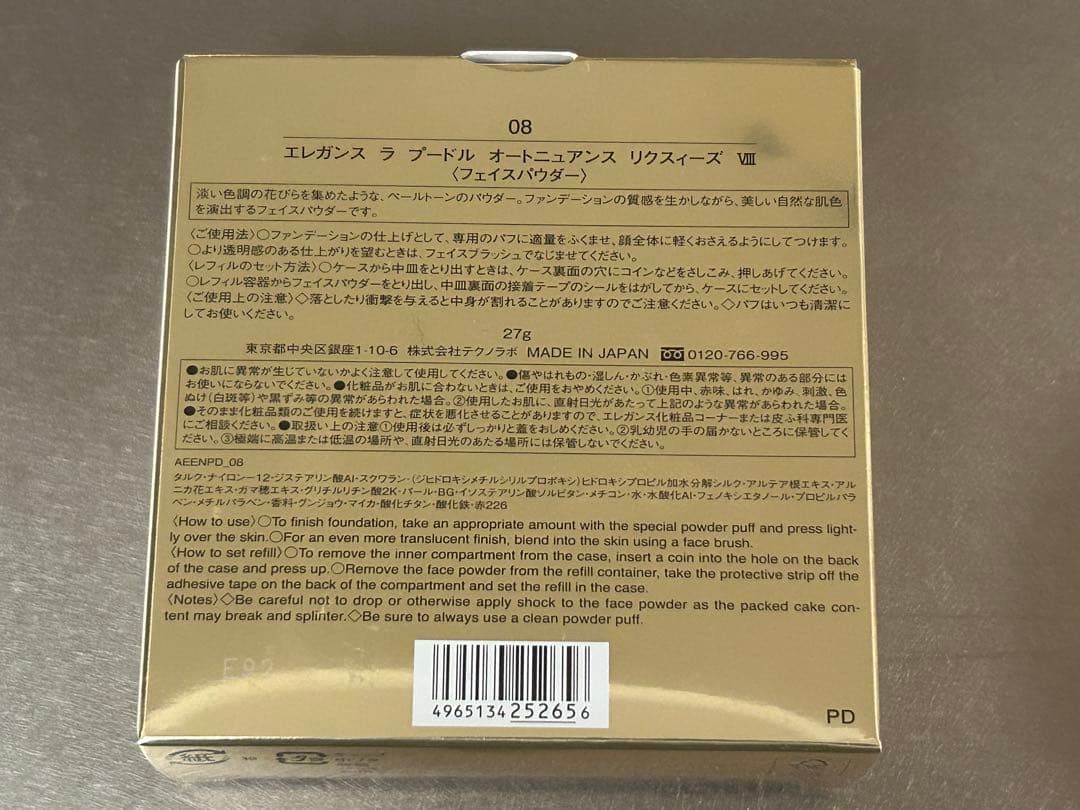 08
エレガンス ラ プードル オートニュアンス リクスィーズ Ⅷ
〈フェイスパウダー〉
淡い色調の花びらを集めたような、ペールトーンのパウダー。ファンデーションの質感を生かしながら、美しい自然な肌色
を演出するフェイスパウダーです。
〈ご使用法〉○ファンデーションの仕上げとして、専用のパフに適量をふくませ、顔全体に軽くおさえるようにしてつけます。
○より透明感のある仕上がりを望むときは、フェイスブラッシュでなじませてください。
〈レフィルのセット方法〉○ケースから中皿をとり出すときは、ケース裏面の穴にコインなどをさしこみ、押しあげてください。
○レフィル容器からフェイスパウダーをとり出し、中皿裏面の接着テープのシールをはがしてから、ケースにセットしてください。
〈ご使用上の注意〉◇落としたり衝撃を与えると中身が割れることがありますのでご注意ください。◇パフはいつも清潔に
してお使いください。
27g
東京都中央区銀座1-10-6 株式会社テクノラボ MADE IN JAPAN 0120-766-995
●お肌に異常が生じていないかよく注意して使用してください。●傷やはれもの・湿しん・かぶれ・色素異常等、異常のある部分には
お使いにならないでください。●化粧品がお肌に合わないときは、ご使用をおやめください。①使用中、赤味、はれ、かゆみ、刺激、色
ぬけ(白斑等)や黒ずみ等の異常があらわれた場合。②使用したお肌に、直射日光があたって上記のような異常があらわれた場合。
●そのまま化粧品類のご使用を続けますと、症状を悪化させることがありますので、エレガンス化粧品コーナーまたは皮ふ科専門医
にご相談ください。●取扱い上の注意①使用後は必ずしっかりと蓋をおしめください。②乳幼児の手の届かないところに保管してく
ださい。③極端に高温または低温の場所や、直射日光のあたる場所には保管しないでください。
AEENPD_08
タルク・ナイロン-12・ジステアリン酸Al・スクワラン・(ジヒドロキシメチルシリルプロポキシ)ヒドロキシプロピル加水分解シルク・アルテア根エキス・アル
ニカ花エキス・ガマ穂エキス・グリチルリチン酸2K・パール・BG・イソステアリン酸ソルビタン・メチコン・水・水酸化Al・フェノキシエタノール・プロピルパラ
ベン・メチルパラベン・香料・グンジョウ・マイカ・酸化チタン・酸化鉄・赤226
〈How to use〉○To finish foundation, take an appropriate amount with the special powder puff and press light-
ly over the skin.○For an even more translucent finish, blend into the skin using a face brush.
〈How to set refill〉○To remove the inner compartment from the case, insert a coin into the hole on the back
of the case and press up.○Remove the face powder from the refill container, take the protective strip off the
adhesive tape on the back of the compartment and set the refill in the case.
〈Notes〉◇Be careful not to drop or otherwise apply shock to the face powder as the packed cake con-
tent may break and splinter.◇Be sure to always use a clean powder puff.
4965134252656
PD
紙